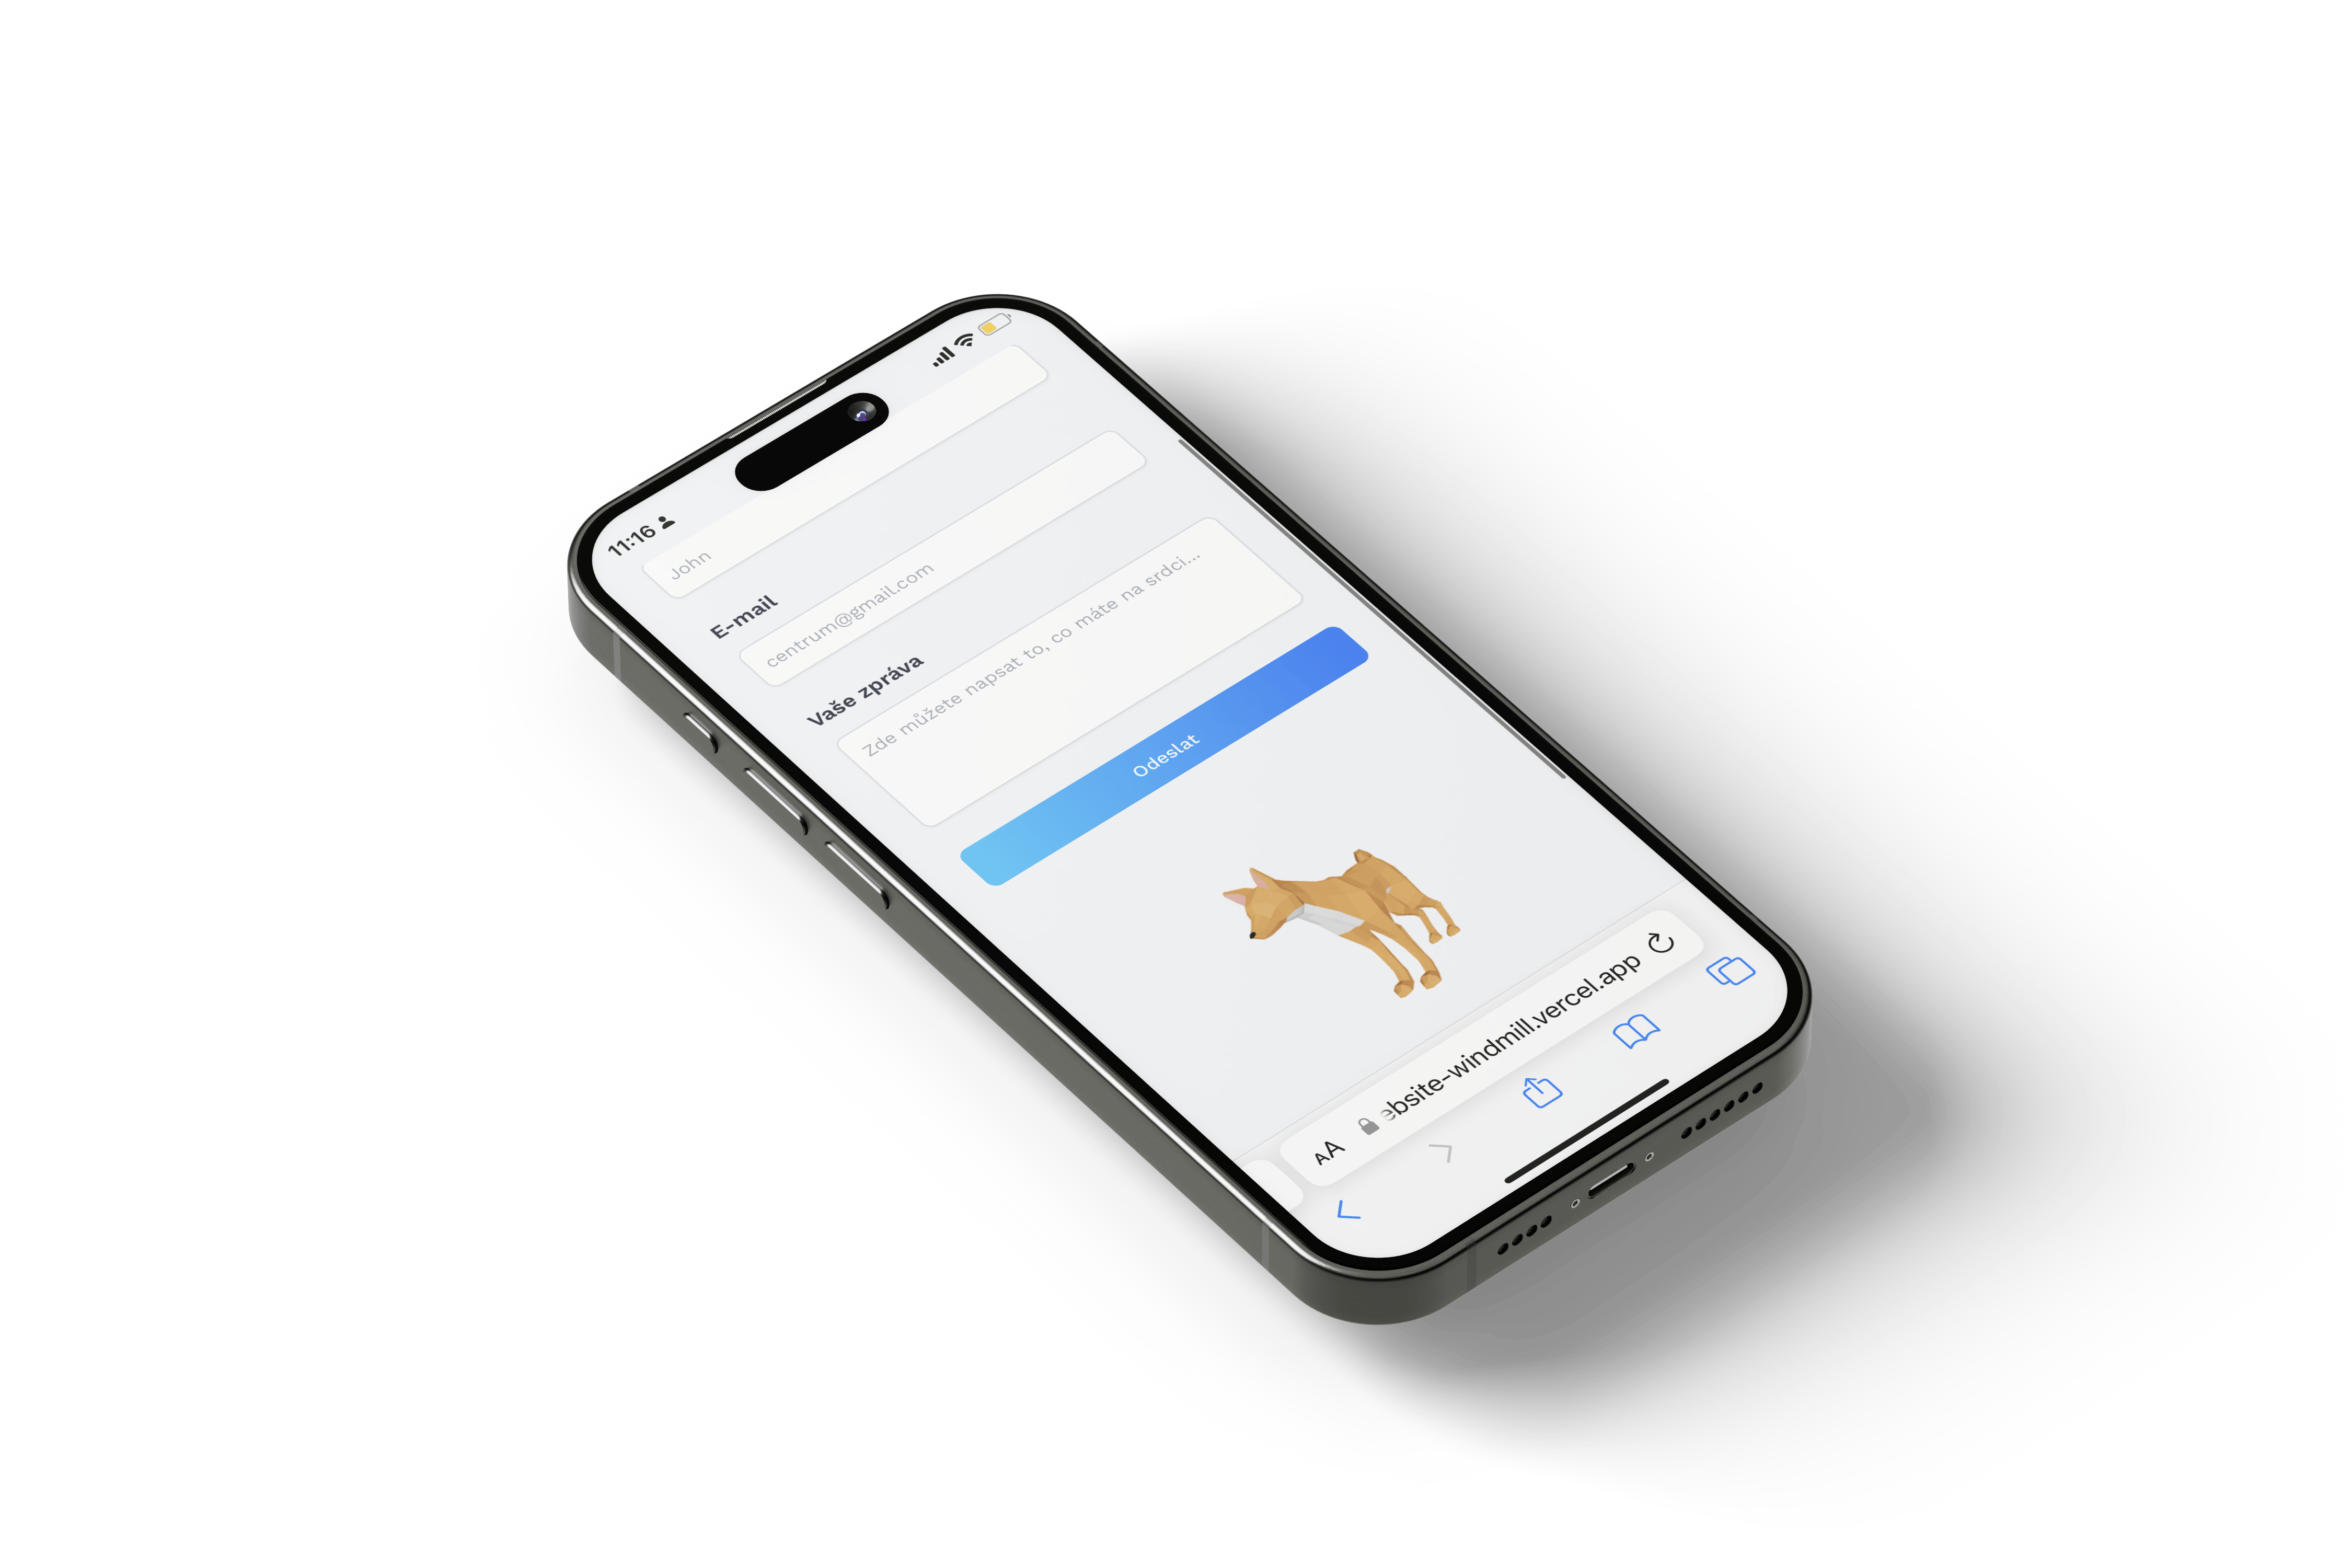 11:16
John
E-mail
centrum@gmail.com
Vaše zpráva
Zde můžete napsat to, co máte na srdci...
Odeslat
AA ebsite-windmill.vercel.app